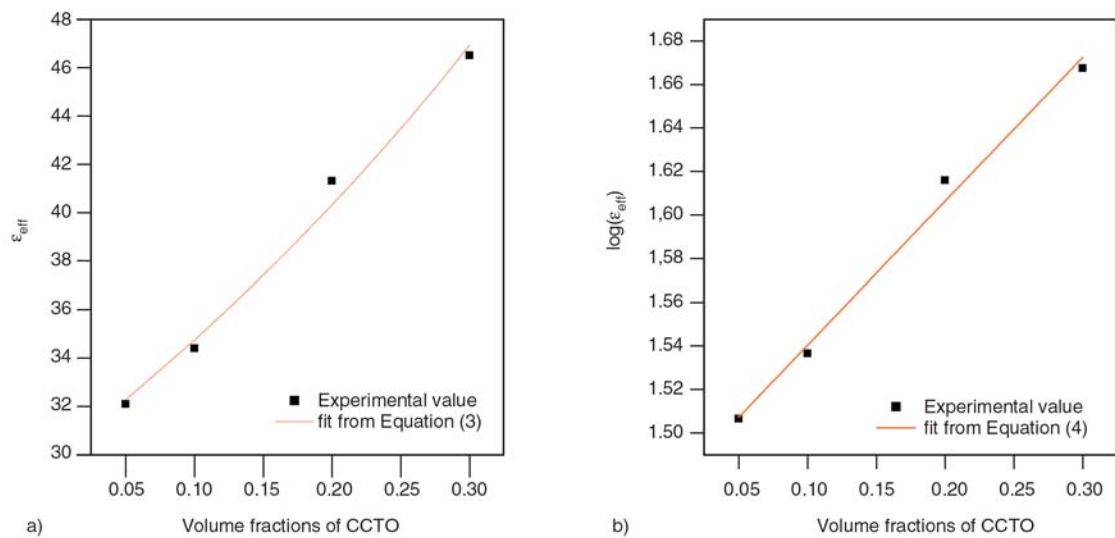 48
46
44
42
40
38
36
34
32
30
εeff
0.05 0.10 0.15 0.20 0.25 0.30
Volume fractions of CCTO
Experimental value
fit from Equation (3)
a)
1.68
1.66
1.64
1.62
1,60
1,58
1.56
1.54
1.52
1.50
log(εeff)
0.05 0.10 0.15 0.20 0.25 0.30
Volume fractions of CCTO
Experimental value
fit from Equation (4)
b)